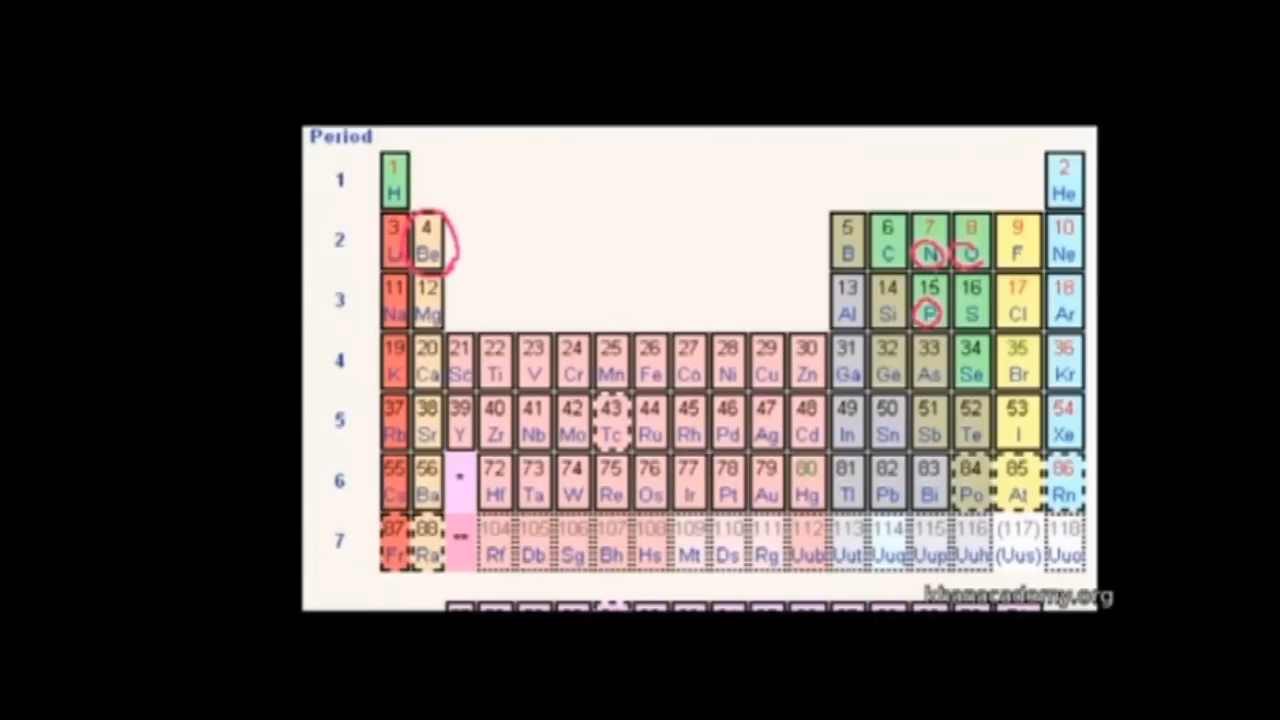 Period
1 1 2
H He
2 3 4 5 6 7 8 9 10
Li Be B C N O F Ne
3 11 12 13 14 15 16 17 18
Na Mg Al Si P S Cl Ar
4 19 20 21 22 23 24 25 26 27 28 29 30 31 32 33 34 35 36
K Ca Sc Ti V Cr Mn Fe Co Ni Cu Zn Ga Ge As Se Br Kr
5 37 38 39 40 41 42 43 44 45 46 47 48 49 50 51 52 53 54
Rb Sr Y Zr Nb Mo Tc Ru Rh Pd Ag Cd In Sn Sb Te I Xe
6 55 56 * 72 73 74 75 76 77 78 79 80 81 82 83 84 85 86
Cs Ba Hf Ta W Re Os Ir Pt Au Hg Tl Pb Bi Po At Rn
7 87 88 ** 104 105 106 107 108 109 110 111 112 113 114 115 116 (117) 118
Fr Ra Rf Db Sg Bh Hs Mt Ds Rg Uub Uut Uuq Uup Uuh (Uus) Uuo
khanacademy.org